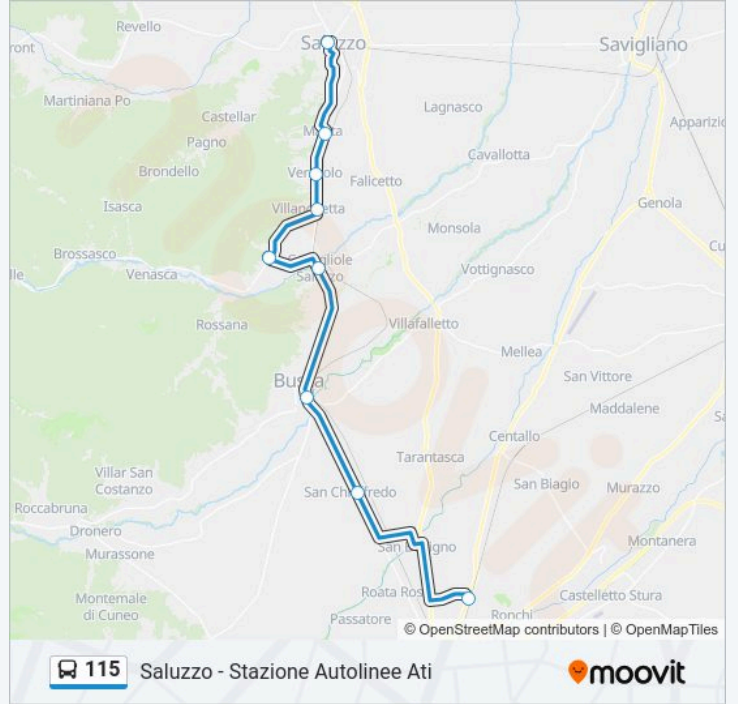 Revello
Saluzzo
Savigliano
Martiniana Po
Lagnasco
Castellar
Pagno
Cavallotta
Brondello
Falicetto
Isasca
Genola
Monsola
Brossasco
Venasca
Vottignasco
Rossana
Villafalletto
Mellea
San Vittore
Maddalene
Centallo
Tarantasca
Villar San
Costanzo
San Biagio
Murazzo
Roccabruna
Dronero
Murassone
Montanera
Montemale
di Cuneo
Castelletto Stura
Ronchi
Passatore
© OpenStreetMap contributors | © OpenMapTiles
115 Saluzzo - Stazione Autolinee Ati
moovit